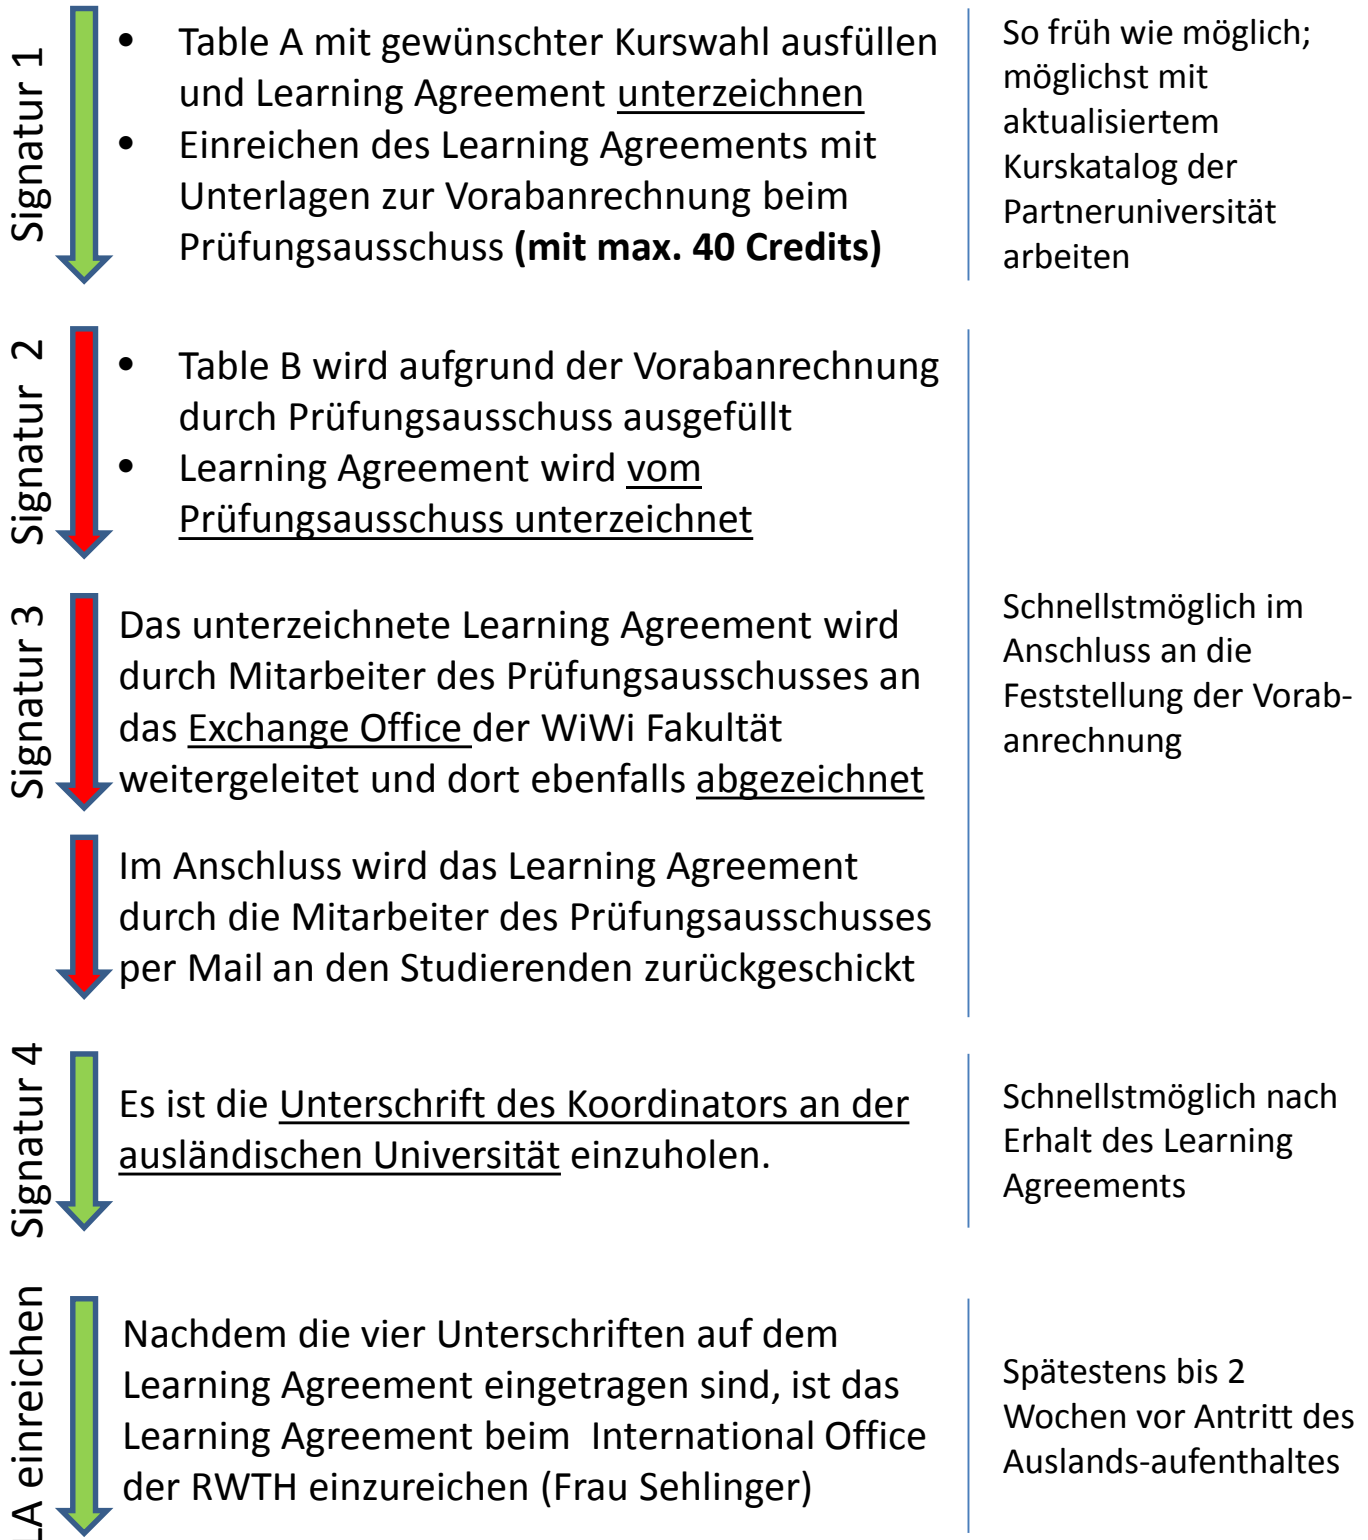 Signatur 1
• Table A mit gewünschter Kurswahl ausfüllen
und Learning Agreement unterzeichnen
• Einreichen des Learning Agreements mit
Unterlagen zur Vorabanrechnung beim
Prüfungsausschuss (mit max. 40 Credits)
So früh wie möglich;
möglichst mit
aktualisiertem
Kurskatalog der
Partneruniversität
arbeiten
Signatur 2
• Table B wird aufgrund der Vorabanrechnung
durch Prüfungsausschuss ausgefüllt
• Learning Agreement wird vom
Prüfungsausschuss unterzeichnet
Signatur 3
Das unterzeichnete Learning Agreement wird
durch Mitarbeiter des Prüfungsausschusses an
das Exchange Office der WiWi Fakultät
weitergeleitet und dort ebenfalls abgezeichnet
Im Anschluss wird das Learning Agreement
durch die Mitarbeiter des Prüfungsausschusses
per Mail an den Studierenden zurückgeschickt
Schnellstmöglich im
Anschluss an die
Feststellung der Vorab-
anrechnung
Signatur 4
Es ist die Unterschrift des Koordinators an der
ausländischen Universität einzuholen.
Schnellstmöglich nach
Erhalt des Learning
Agreements
LA einreichen
Nachdem die vier Unterschriften auf dem
Learning Agreement eingetragen sind, ist das
Learning Agreement beim International Office
der RWTH einzureichen (Frau Sehlinger)
Spätestens bis 2
Wochen vor Antritt des
Auslands-aufenthaltes